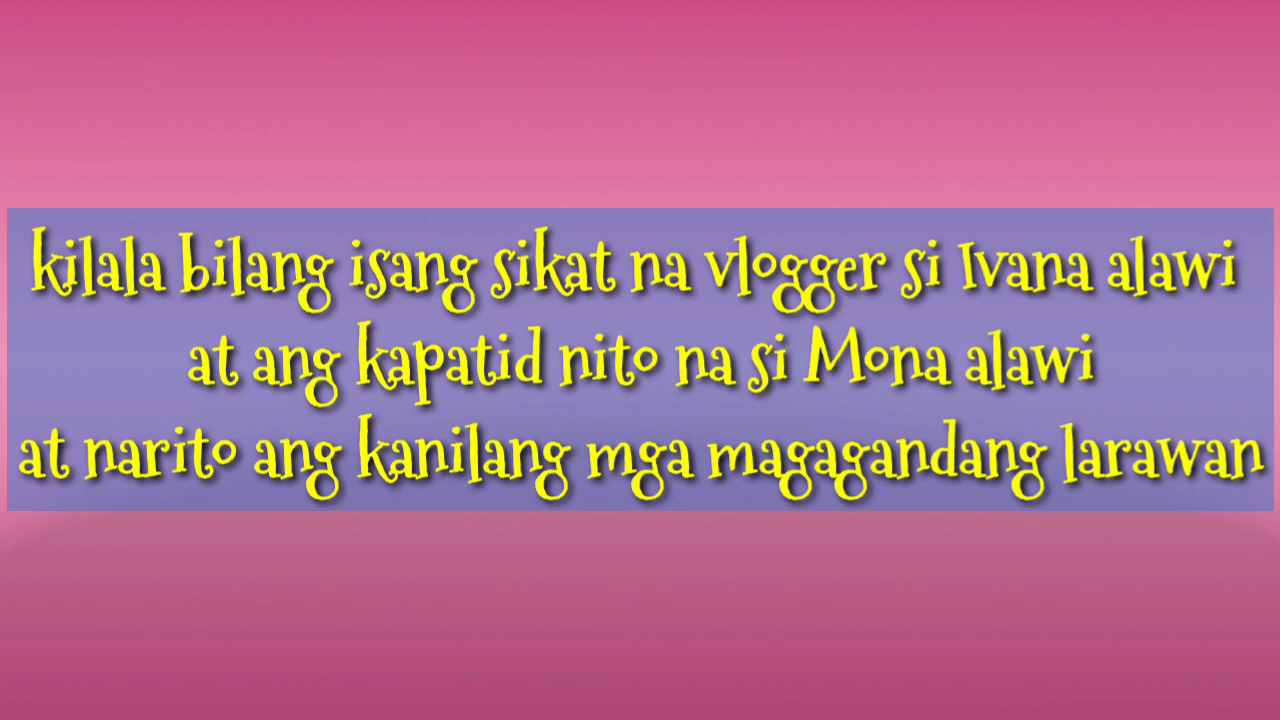 kilala bilang isang sikat na vlogger si Ivana alawi
at ang kapatid nito na si Mona alawi
at narito ang kanilang mga magagandang larawan